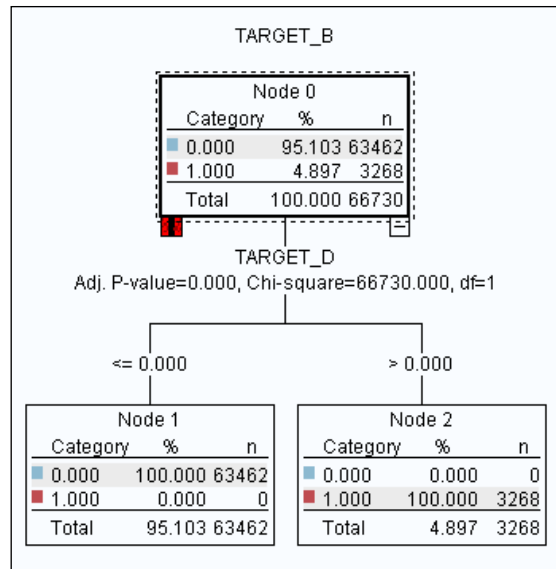 TARGET_B
Node 0
Category % n
0.000 95.103 63462
1.000 4.897 3268
Total 100.000 66730
TARGET_D
Adj. P-value=0.000, Chi-square=66730.000, df=1
<= 0.000 > 0.000
Node 1
Category % n
0.000 100.000 63462
1.000 0.000 0
Total 95.103 63462
Node 2
Category % n
0.000 0.000 0
1.000 100.000 3268
Total 4.897 3268